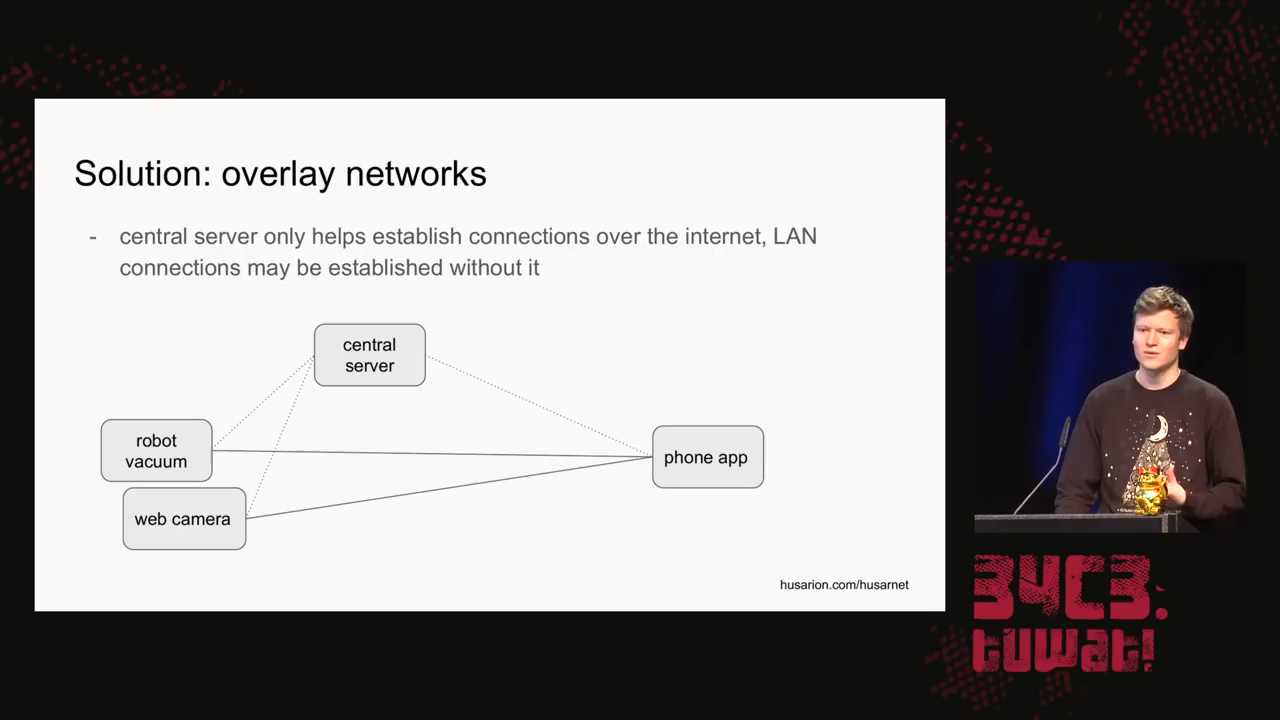 Solution: overlay networks
- central server only helps establish connections over the internet, LAN
connections may be established without it
central
server
robot
vacuum
phone app
web camera
husarion.com/husarnet
34C3.
tuwat!